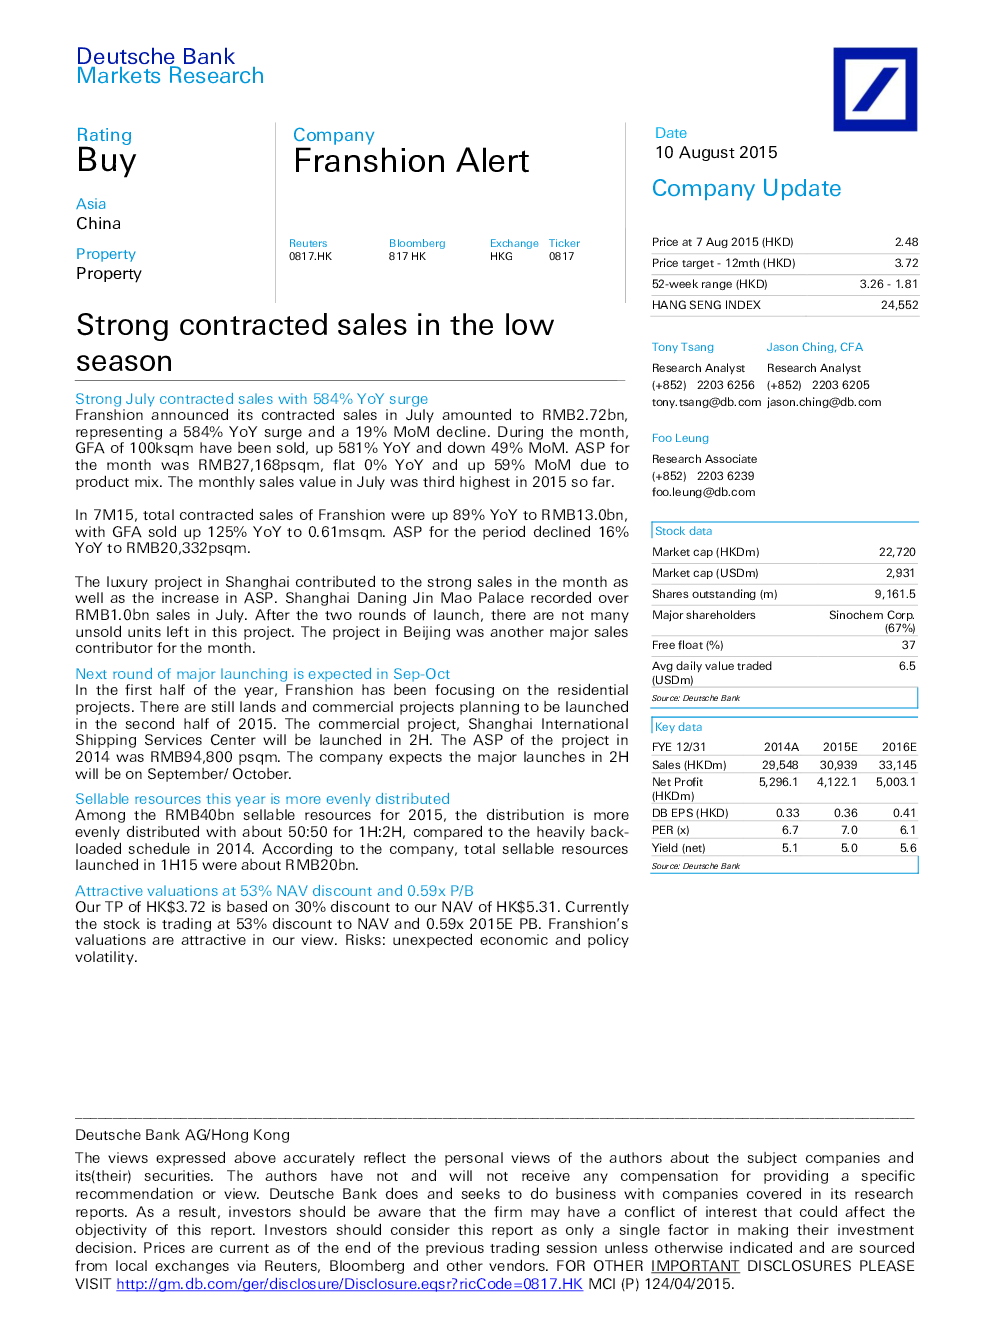 Deutsche Bank
Markets Research
Rating
Buy
Asia
China
Property
Property
Company
Franshion Alert
Reuters Bloomberg Exchange Ticker
0817.HK 817 HK HKG 0817
Date
10 August 2015
Company Update
Price at 7 Aug 2015 (HKD) 2.48
Price target - 12mth (HKD) 3.72
52-week range (HKD) 3.26 - 1.81
HANG SENG INDEX 24,552
Strong contracted sales in the low
season
Strong July contracted sales with 584% YoY surge
Franshion announced its contracted sales in July amounted to RMB2.72bn,
representing a 584% YoY surge and a 19% MoM decline. During the month,
GFA of 100ksqm have been sold, up 581% YoY and down 49% MoM. ASP for
the month was RMB27,168psqm, flat 0% YoY and up 59% MoM due to
product mix. The monthly sales value in July was third highest in 2015 so far.
In 7M15, total contracted sales of Franshion were up 89% YoY to RMB13.0bn,
with GFA sold up 125% YoY to 0.61msqm. ASP for the period declined 16%
YoY to RMB20,332psqm.
The luxury project in Shanghai contributed to the strong sales in the month as
well as the increase in ASP. Shanghai Daning Jin Mao Palace recorded over
RMB1.0bn sales in July. After the two rounds of launch, there are not many
unsold units left in this project. The project in Beijing was another major sales
contributor for the month.
Next round of major launching is expected in Sep-Oct
In the first half of the year, Franshion has been focusing on the residential
projects. There are still lands and commercial projects planning to be launched
in the second half of 2015. The commercial project, Shanghai International
Shipping Services Center will be launched in 2H. The ASP of the project in
2014 was RMB94,800 psqm. The company expects the major launches in 2H
will be on September/ October.
Sellable resources this year is more evenly distributed
Among the RMB40bn sellable resources for 2015, the distribution is more
evenly distributed with about 50:50 for 1H:2H, compared to the heavily back-
loaded schedule in 2014. According to the company, total sellable resources
launched in 1H15 were about RMB20bn.
Attractive valuations at 53% NAV discount and 0.59x P/B
Our TP of HK$3.72 is based on 30% discount to our NAV of HK$5.31. Currently
the stock is trading at 53% discount to NAV and 0.59x 2015E PB. Franshion's
valuations are attractive in our view. Risks: unexpected economic and policy
volatility.
Tony Tsang Jason Ching, CFA
Research Analyst Research Analyst
(+852) 2203 6256 (+852) 2203 6205
tony.tsang@db.com jason.ching@db.com
Foo Leung
Research Associate
(+852) 2203 6239
foo.leung@db.com
Stock data
Market cap (HKDm) 22,720
Market cap (USDm) 2,931
Shares outstanding (m) 9,161.5
Major shareholders Sinochem Corp.
(67%)
Free float (%) 37
Avg daily value traded 6.5
(USDm)
Source: Deutsche Bank
Key data
FYE 12/31 2014A 2015E 2016E
Sales (HKDm) 29,548 30,939 33,145
Net Profit 5,296.1 4,122.1 5,003.1
(HKDm)
DB EPS (HKD) 0.33 0.36 0.41
PER (x) 6.7 7.0 6.1
Yield (net) 5.1 5.0 5.6
Source: Deutsche Bank
Deutsche Bank AG/Hong Kong
The views expressed above accurately reflect the personal views of the authors about the subject companies and
its(their) securities. The authors have not and will not receive any compensation for providing a specific
recommendation or view. Deutsche Bank does and seeks to do business with companies covered in its research
reports. As a result, investors should be aware that the firm may have a conflict of interest that could affect the
objectivity of this report. Investors should consider this report as only a single factor in making their investment
decision. Prices are current as of the end of the previous trading session unless otherwise indicated and are sourced
from local exchanges via Reuters, Bloomberg and other vendors. FOR OTHER IMPORTANT DISCLOSURES PLEASE
VISIT http://gm.db.com/ger/disclosure/Disclosure.eqsr?ricCode=0817.HK MCI (P) 124/04/2015.